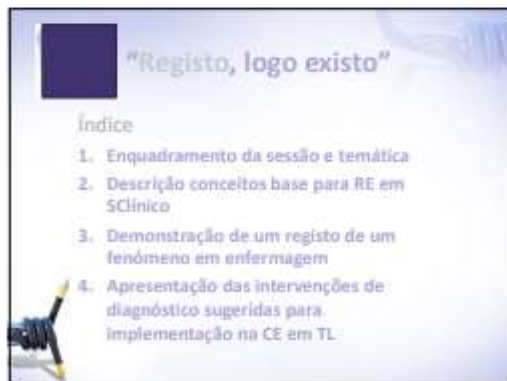 "Registo, logo existo"
Índice
1. Enquadramento da sessão e temática
2. Descrição conceitos base para RE em
SClínico
3. Demonstração de um registo de um
fenómeno em enfermagem
4. Apresentação das intervenções de
diagnóstico sugeridas para
implementação na CE em TL